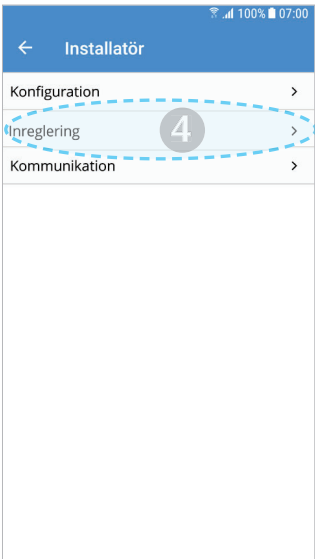 100% 07:00
Installatör
Konfiguration
Inreglering 4
Kommunikation